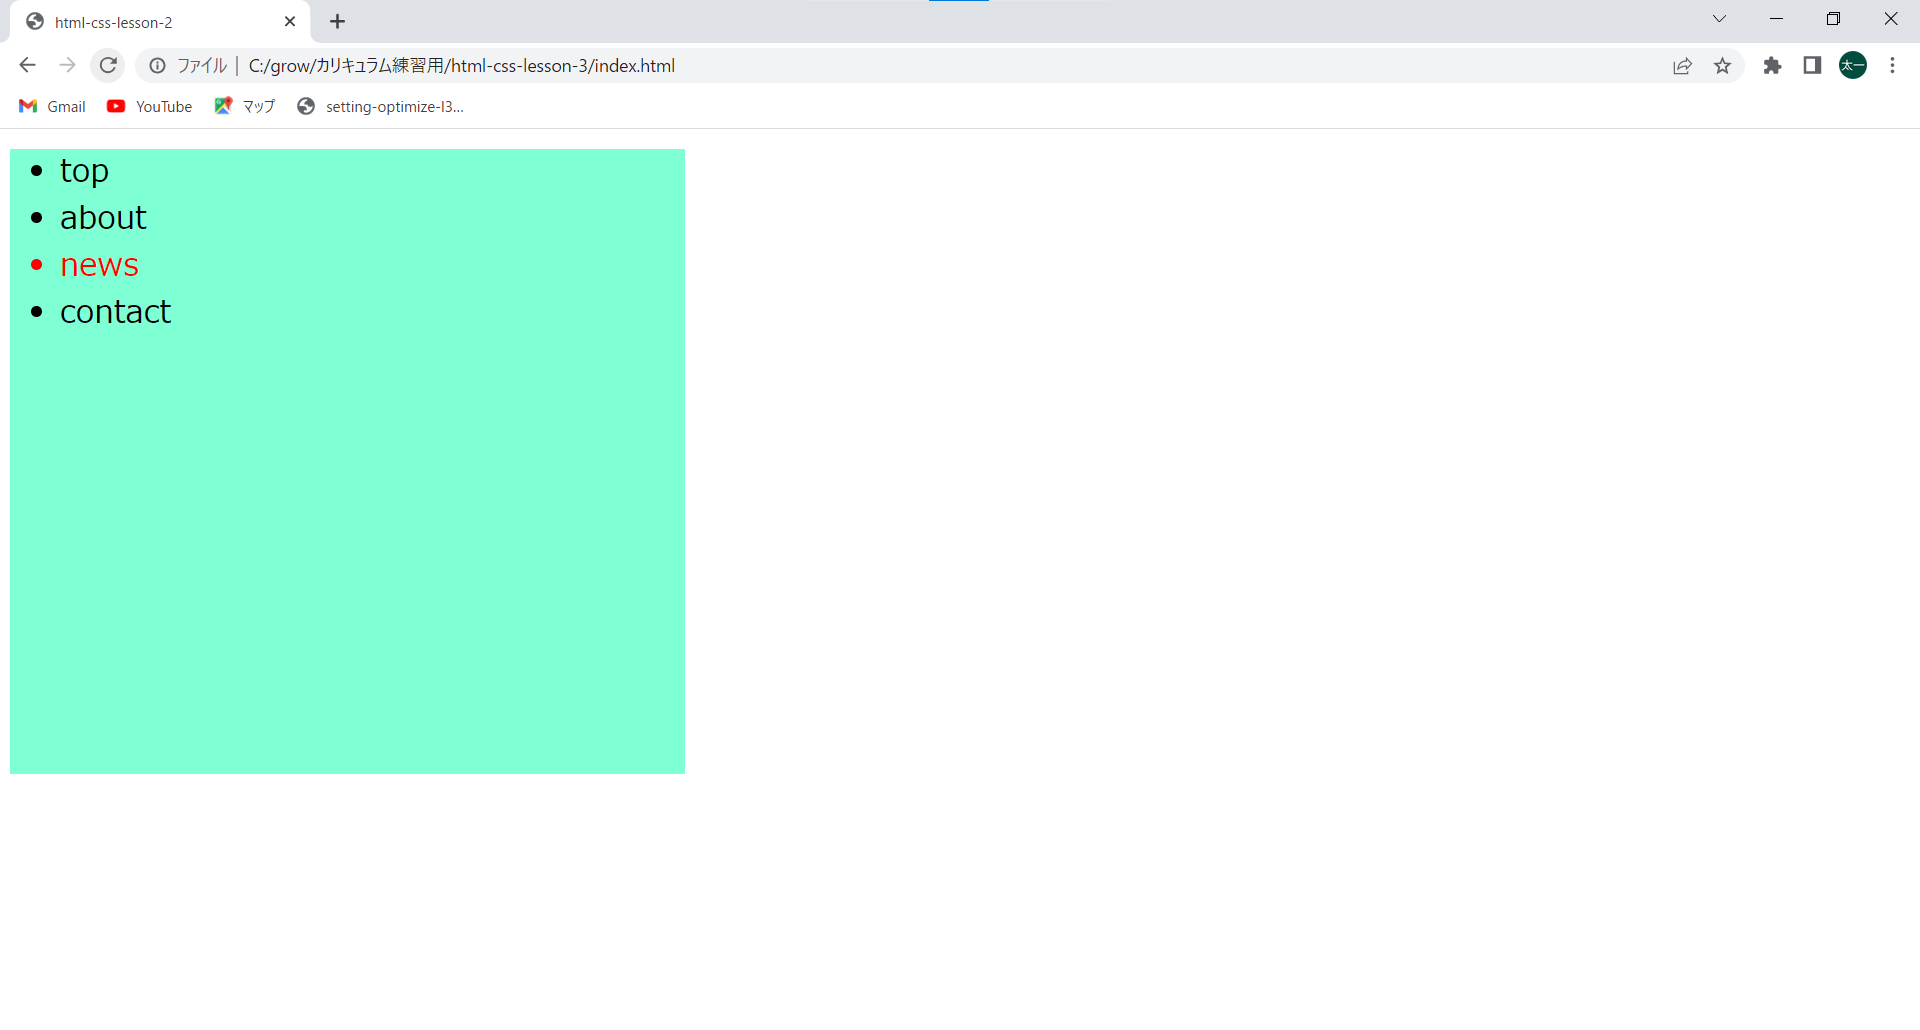 html-css-lesson-2
ファイル | C:/grow/カリキュラム練習用/html-css-lesson-3/index.html
太一
Gmail YouTube マップ setting-optimize-l3...
• top
• about
• news
• contact